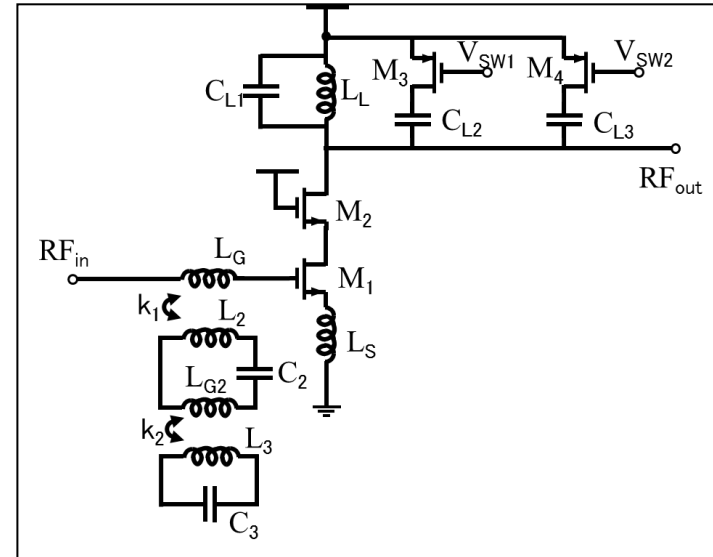 V_SW1
V_SW2
M_3
M_4
C_L1
L_L
C_L2
C_L3
RF_out
M_2
RF_in
L_G
M_1
k_1
L_2
L_S
C_2
L_G2
k_2
L_3
C_3